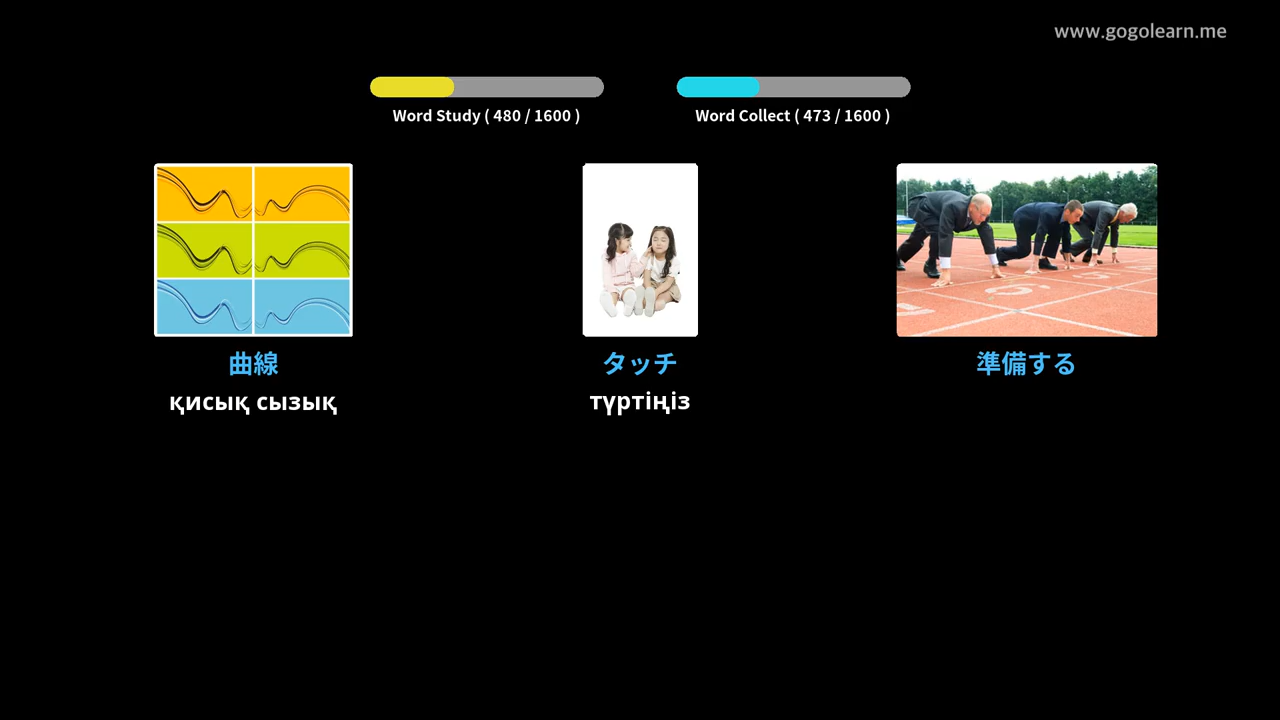 www.gogolearn.me
Word Study ( 480 / 1600 )
Word Collect ( 473 / 1600 )
曲線
タッチ
準備する
қисық сызық
түртіңіз